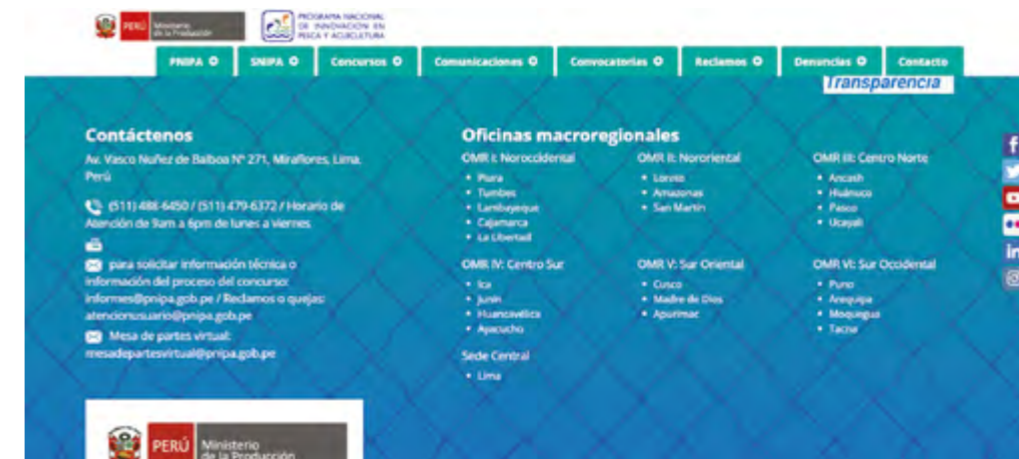 PERÚ
Ministerio
de la Producción
PROGRAMA NACIONAL
DE INNOVACIÓN EN
PESCA Y ACUICULTURA
PNIPA
SNIPA
Concursos
Comunicaciones
Convocatorias
Reclamos
Denuncias
Contacto
Transparencia
Contáctenos
Av. Vasco Nuñez de Balboa Nº 271, Miraflores, Lima.
Perú
(511) 488-6450 / (511) 479-6372 / Horario de
Atención de 9am a 6pm de lunes a viernes
para solicitar información técnica o
información del proceso del concurso:
informes@pnipa.gob.pe / Reclamos o quejas:
atencionusuario@pnipa.gob.pe
Mesa de partes virtual:
mesadepartesvirtual@pnipa.gob.pe
Oficinas macroregionales
OMR I: Noroccidental
Piura
Tumbes
Lambayeque
Cajamarca
La Libertad
OMR II: Nororiental
Loreto
Amazonas
San Martín
OMR III: Centro Norte
Ancash
Huánuco
Pasco
Ucayali
OMR IV: Centro Sur
Ica
Junín
Huancavelica
Ayacucho
OMR V: Sur Oriental
Cusco
Madre de Dios
Apurimac
OMR VI: Sur Occidental
Puno
Arequipa
Moquegua
Tacna
Sede Central
Lima
PERÚ
Ministerio
de la Producción